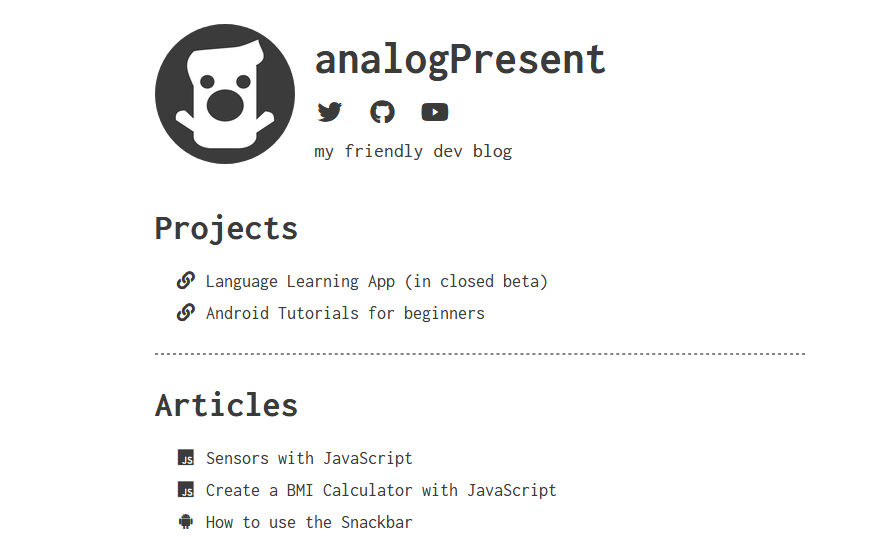 analogPresent
my friendly dev blog
Projects
Language Learning App (in closed beta)
Android Tutorials for beginners
Articles
JS Sensors with JavaScript
JS Create a BMI Calculator with JavaScript
How to use the Snackbar